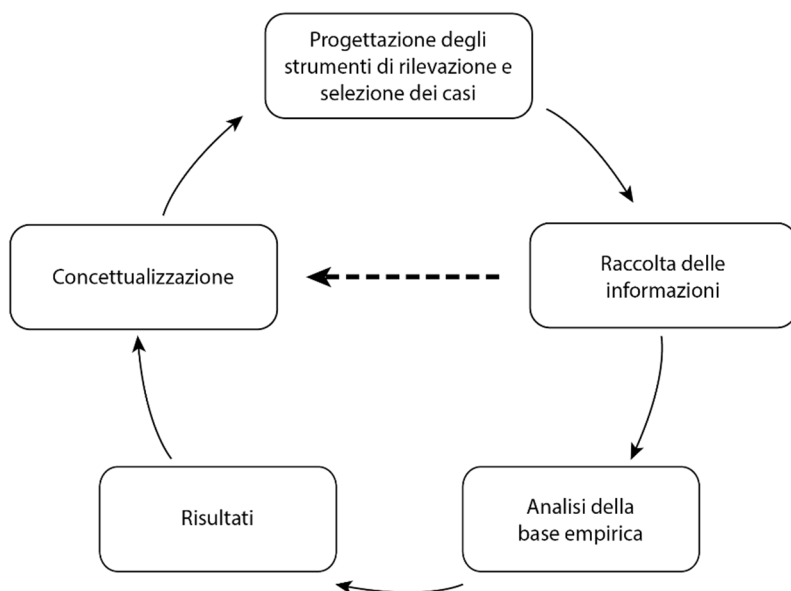 Progettazione degli
strumenti di rilevazione e
selezione dei casi
Concettualizzazione
Raccolta delle
informazioni
Risultati
Analisi della
base empirica